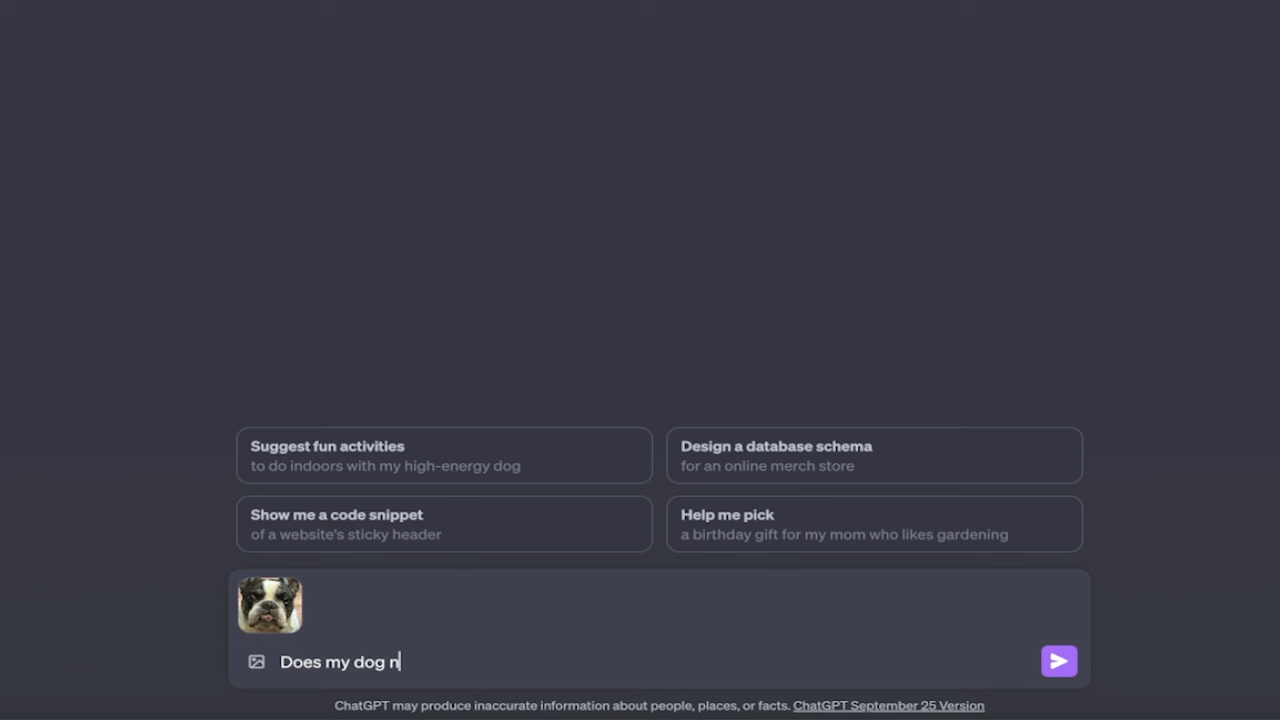 Suggest fun activities
to do indoors with my high-energy dog
Design a database schema
for an online merch store
Show me a code snippet
of a website's sticky header
Help me pick
a birthday gift for my mom who likes gardening
Does my dog n
ChatGPT may produce inaccurate information about people, places, or facts. ChatGPT September 25 Version